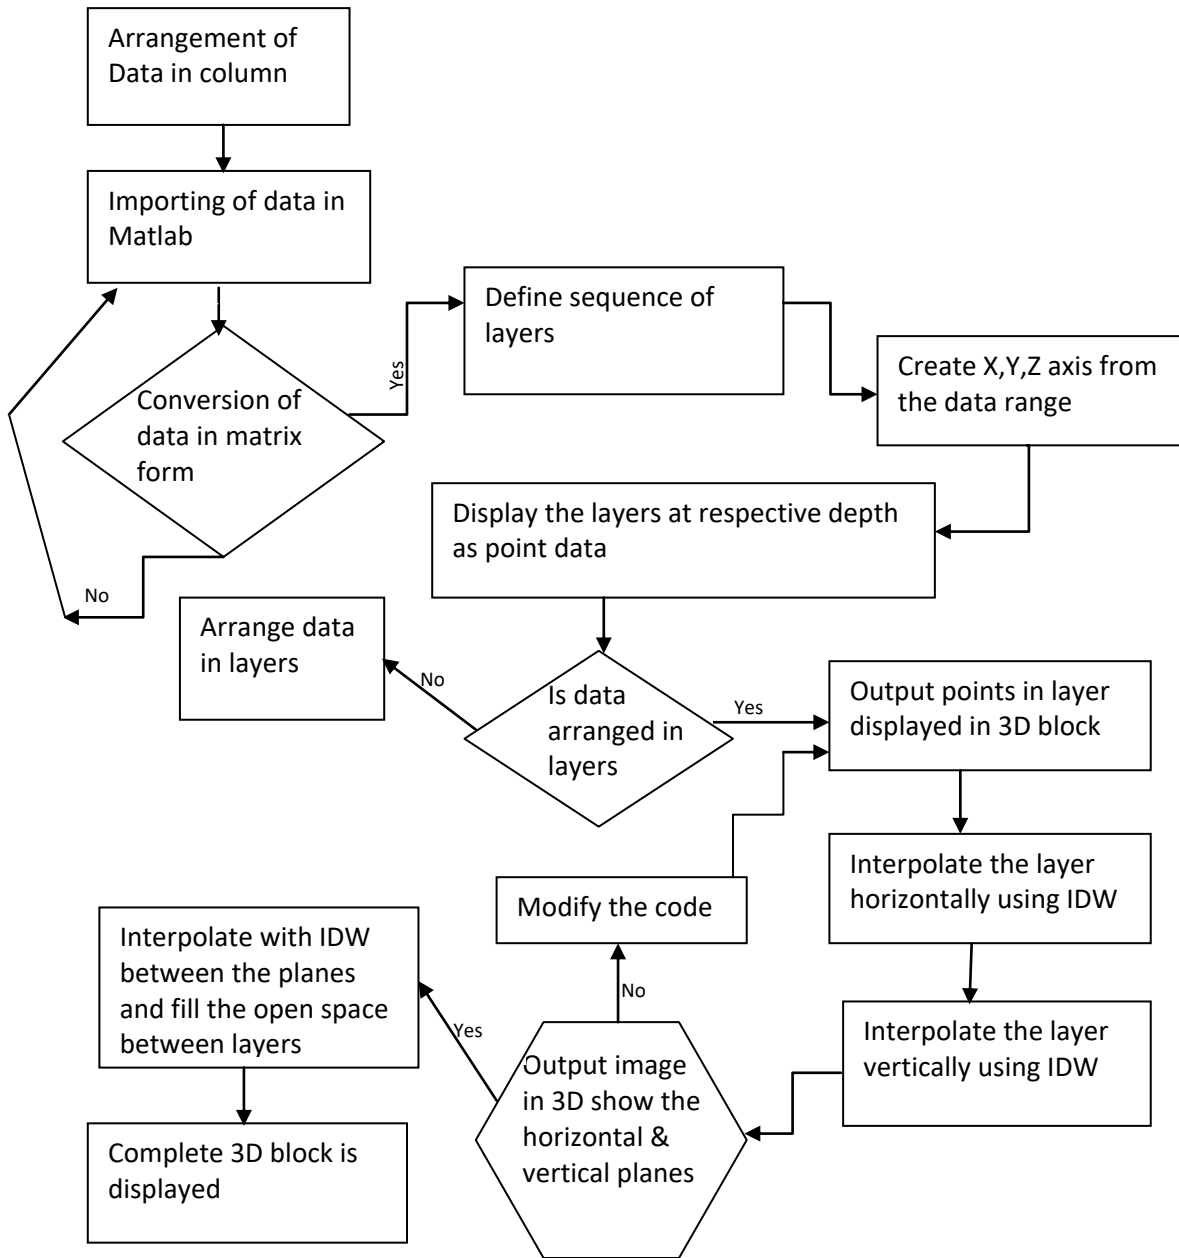 Arrangement of
Data in column
Importing of data in
Matlab
Conversion of
data in matrix
form
Yes
No
Define sequence of
layers
Create X,Y,Z axis from
the data range
Display the layers at respective depth
as point data
Is data
arranged in
layers
No
Arrange data
in layers
Yes
Output points in layer
displayed in 3D block
Interpolate the layer
horizontally using IDW
Interpolate the layer
vertically using IDW
Output image
in 3D show the
horizontal &
vertical planes
No
Modify the code
Yes
Interpolate with IDW
between the planes
and fill the open space
between layers
Complete 3D block is
displayed